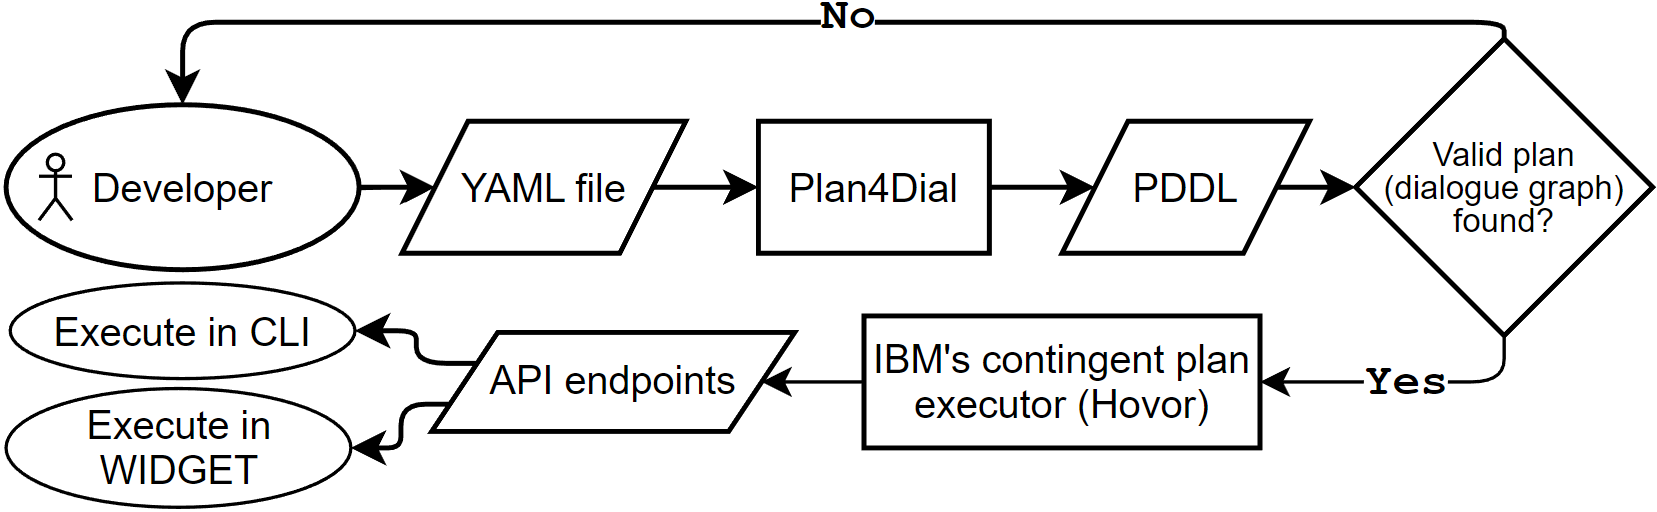 No
Developer
YAML file
Plan4Dial
PDDL
Valid plan
(dialogue graph)
found?
Execute in CLI
API endpoints
IBM's contingent plan
executor (Hovor)
Yes
Execute in
WIDGET